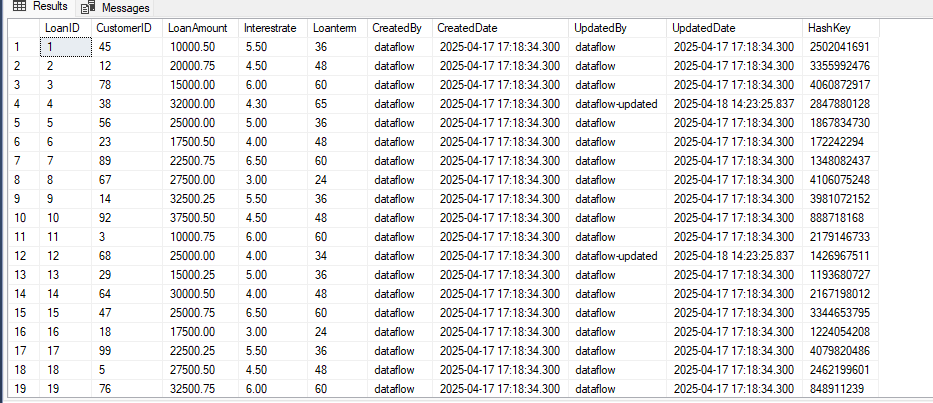 Results Messages
LoanID CustomerID LoanAmount Interestrate Loanterm CreatedBy CreatedDate UpdatedBy UpdatedDate HashKey
1 1 45 10000.50 5.50 36 dataflow 2025-04-17 17:18:34.300 dataflow 2025-04-17 17:18:34.300 2502041691
2 2 12 20000.75 4.50 48 dataflow 2025-04-17 17:18:34.300 dataflow 2025-04-17 17:18:34.300 3355992476
3 3 78 15000.00 6.00 60 dataflow 2025-04-17 17:18:34.300 dataflow 2025-04-17 17:18:34.300 4060872917
4 4 38 32000.00 4.30 65 dataflow 2025-04-17 17:18:34.300 dataflow-updated 2025-04-18 14:23:25.837 2847880128
5 5 56 25000.00 5.00 36 dataflow 2025-04-17 17:18:34.300 dataflow 2025-04-17 17:18:34.300 1867834730
6 6 23 17500.50 4.00 48 dataflow 2025-04-17 17:18:34.300 dataflow 2025-04-17 17:18:34.300 172242294
7 7 89 22500.75 6.50 60 dataflow 2025-04-17 17:18:34.300 dataflow 2025-04-17 17:18:34.300 1348082437
8 8 67 27500.00 3.00 24 dataflow 2025-04-17 17:18:34.300 dataflow 2025-04-17 17:18:34.300 4106075248
9 9 14 32500.25 5.50 36 dataflow 2025-04-17 17:18:34.300 dataflow 2025-04-17 17:18:34.300 3981072152
10 10 92 37500.50 4.50 48 dataflow 2025-04-17 17:18:34.300 dataflow 2025-04-17 17:18:34.300 888718168
11 11 3 10000.75 6.00 60 dataflow 2025-04-17 17:18:34.300 dataflow 2025-04-17 17:18:34.300 2179146733
12 12 68 25000.00 4.00 34 dataflow 2025-04-17 17:18:34.300 dataflow-updated 2025-04-18 14:23:25.837 1426967511
13 13 29 15000.25 5.00 36 dataflow 2025-04-17 17:18:34.300 dataflow 2025-04-17 17:18:34.300 1193680727
14 14 64 30000.50 4.00 48 dataflow 2025-04-17 17:18:34.300 dataflow 2025-04-17 17:18:34.300 2167198012
15 15 47 25000.75 6.50 60 dataflow 2025-04-17 17:18:34.300 dataflow 2025-04-17 17:18:34.300 3344653795
16 16 18 17500.00 3.00 24 dataflow 2025-04-17 17:18:34.300 dataflow 2025-04-17 17:18:34.300 1224054208
17 17 99 22500.25 5.50 36 dataflow 2025-04-17 17:18:34.300 dataflow 2025-04-17 17:18:34.300 4079820486
18 18 5 27500.50 4.50 48 dataflow 2025-04-17 17:18:34.300 dataflow 2025-04-17 17:18:34.300 2462199601
19 19 76 32500.75 6.00 60 dataflow 2025-04-17 17:18:34.300 dataflow 2025-04-17 17:18:34.300 848911239